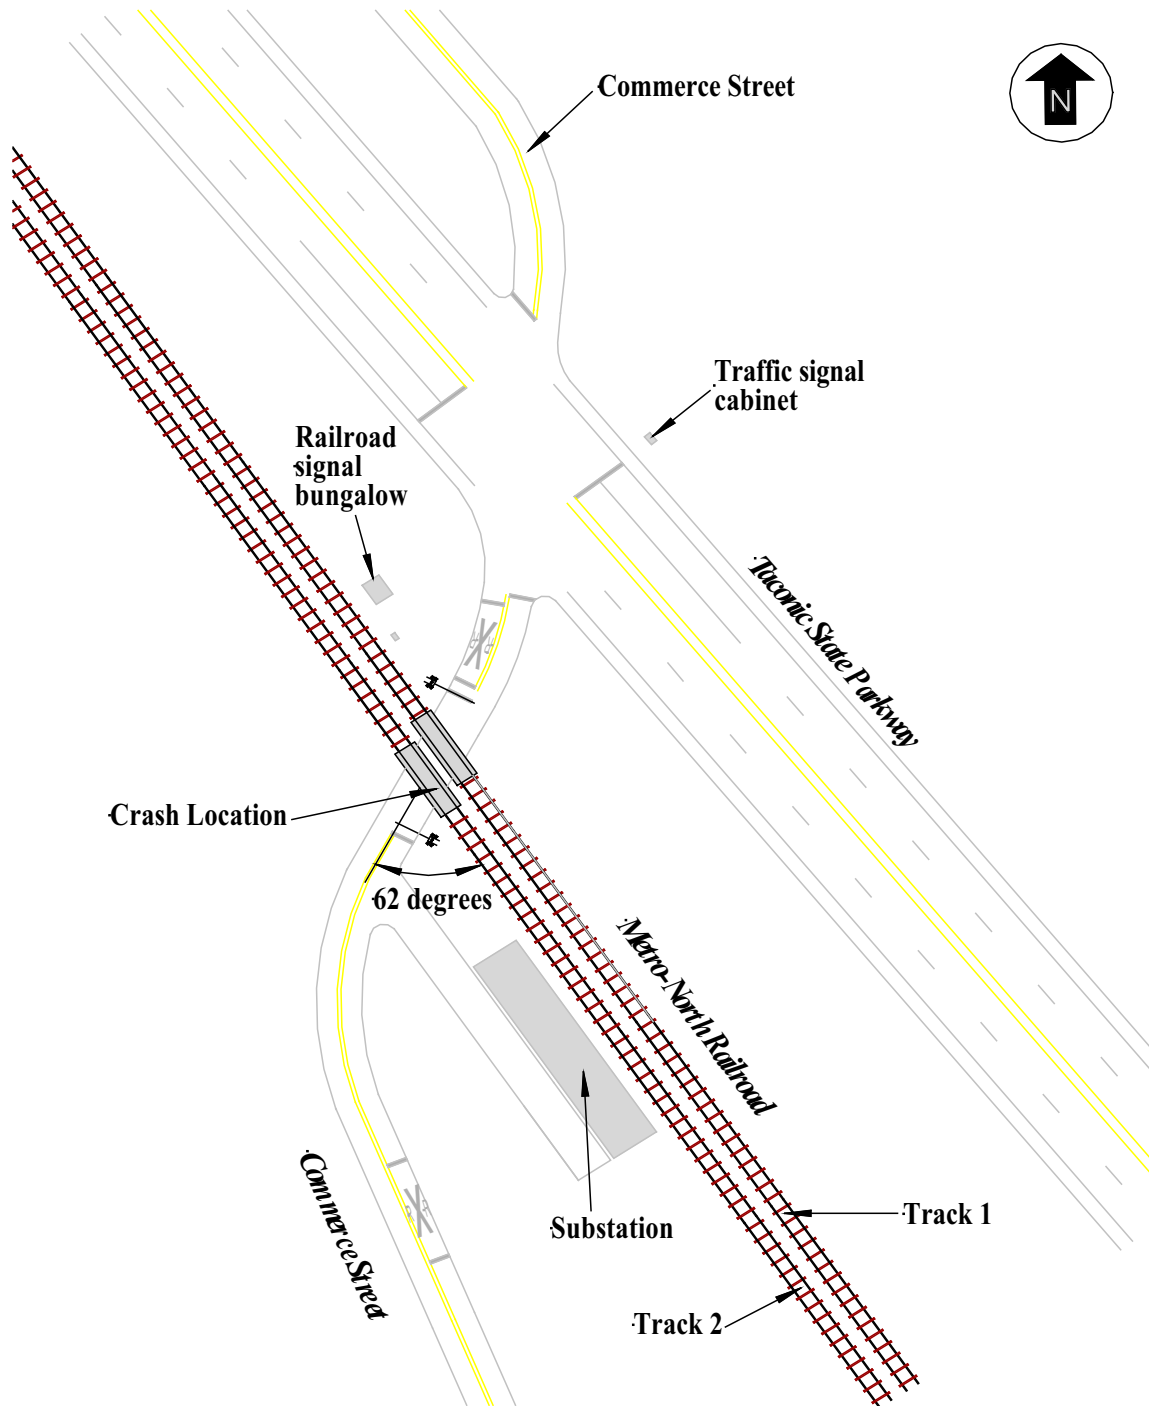 Commerce Street
N
Traffic signal
cabinet
Railroad
signal
bungalow
Taconic State Parkway
Crash Location
62 degrees
Metro-North Railroad
Commerce Street
Substation
Track 1
Track 2